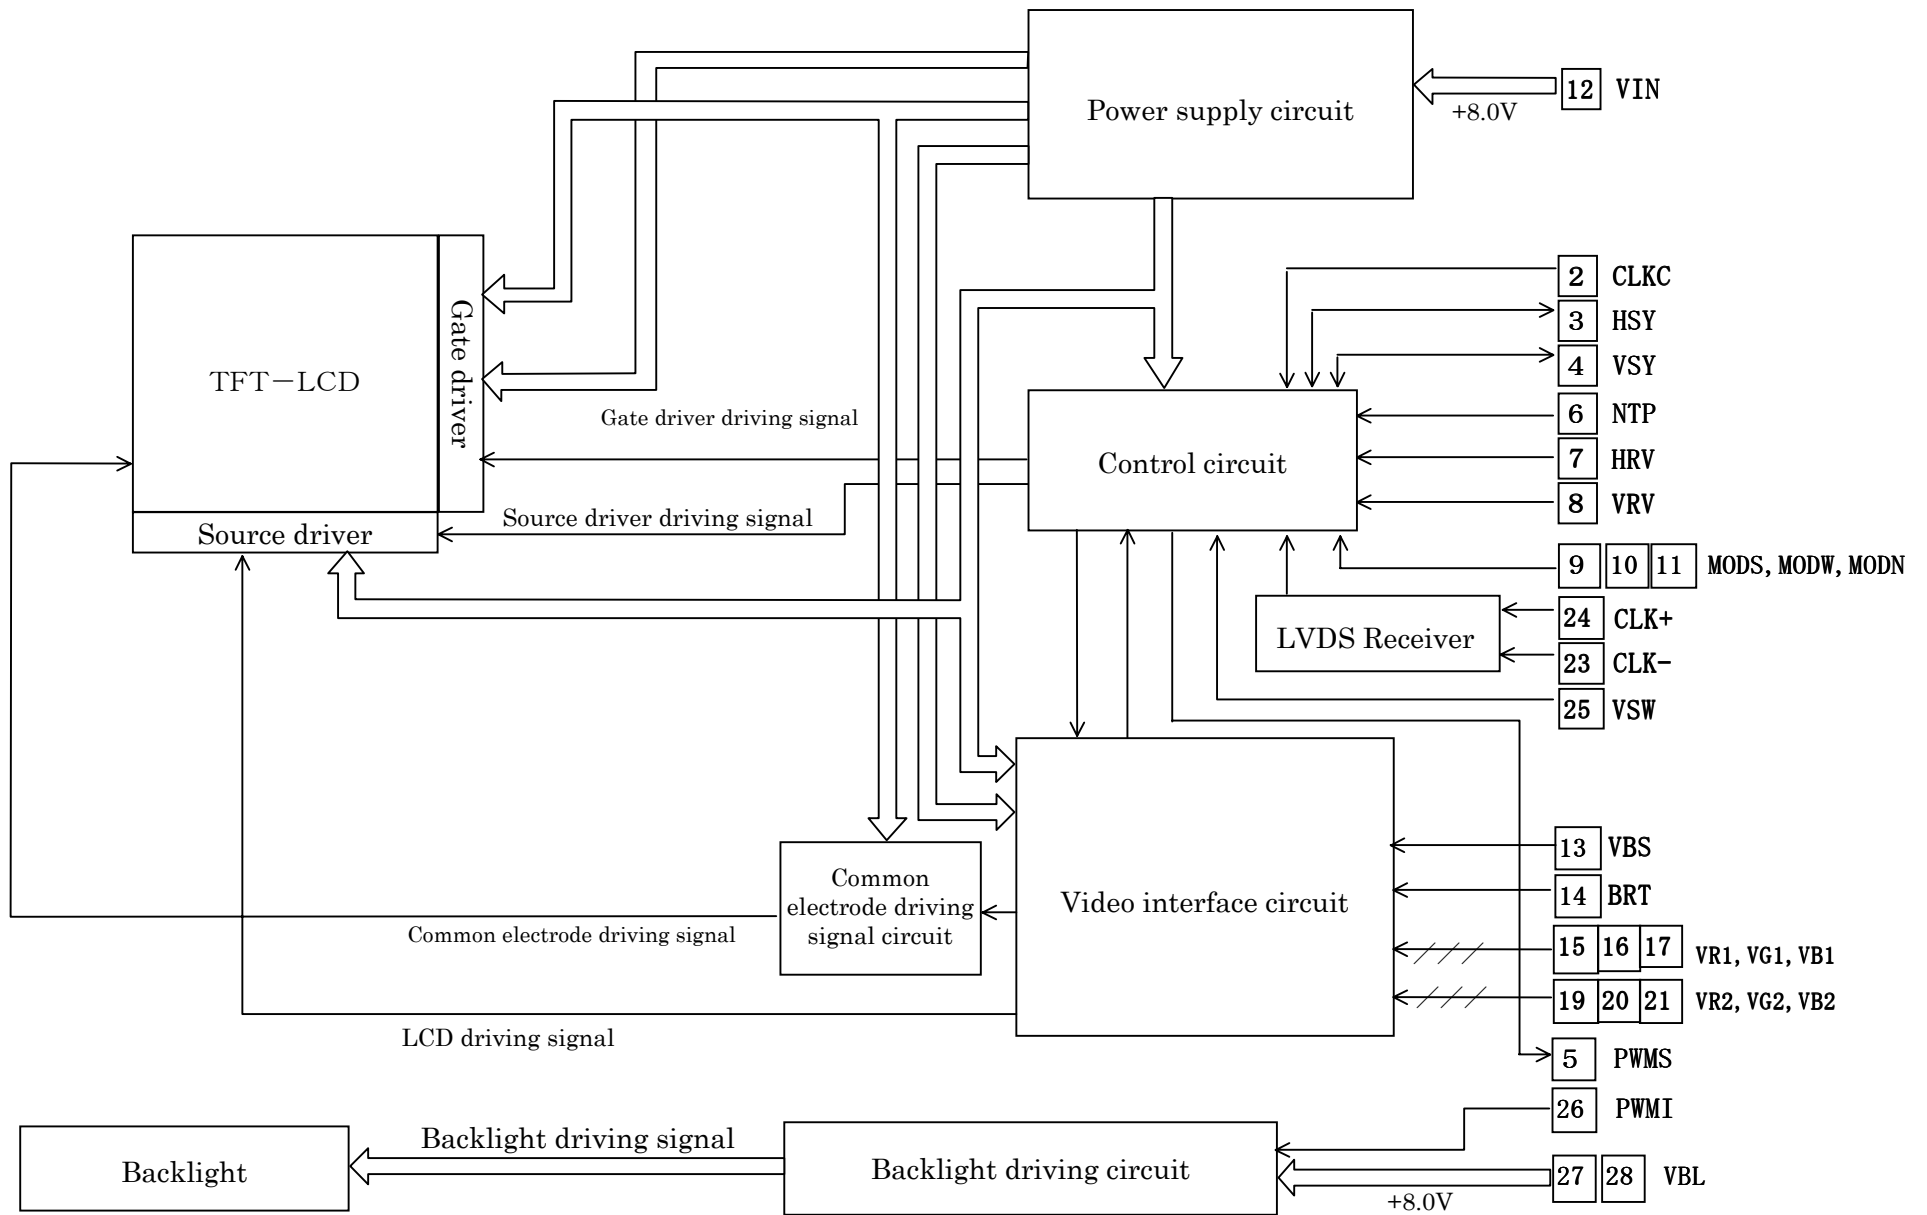 Power supply circuit
12 VIN
+8.0V
2 CLKC
3 HSY
4 VSY
TFT－LCD
Gate driver
6 NTP
Gate driver driving signal
Control circuit
7 HRV
8 VRV
Source driver driving signal
Source driver
9 10 11 MODS, MODW, MODN
24 CLK+
LVDS Receiver
23 CLK-
25 VSW
13 VBS
Common
electrode driving
signal circuit
Video interface circuit
14 BRT
Common electrode driving signal
15 16 17 VR1, VG1, VB1
19 20 21 VR2, VG2, VB2
LCD driving signal
5 PWMS
26 PWMI
Backlight driving signal
Backlight
Backlight driving circuit
27 28 VBL
+8.0V